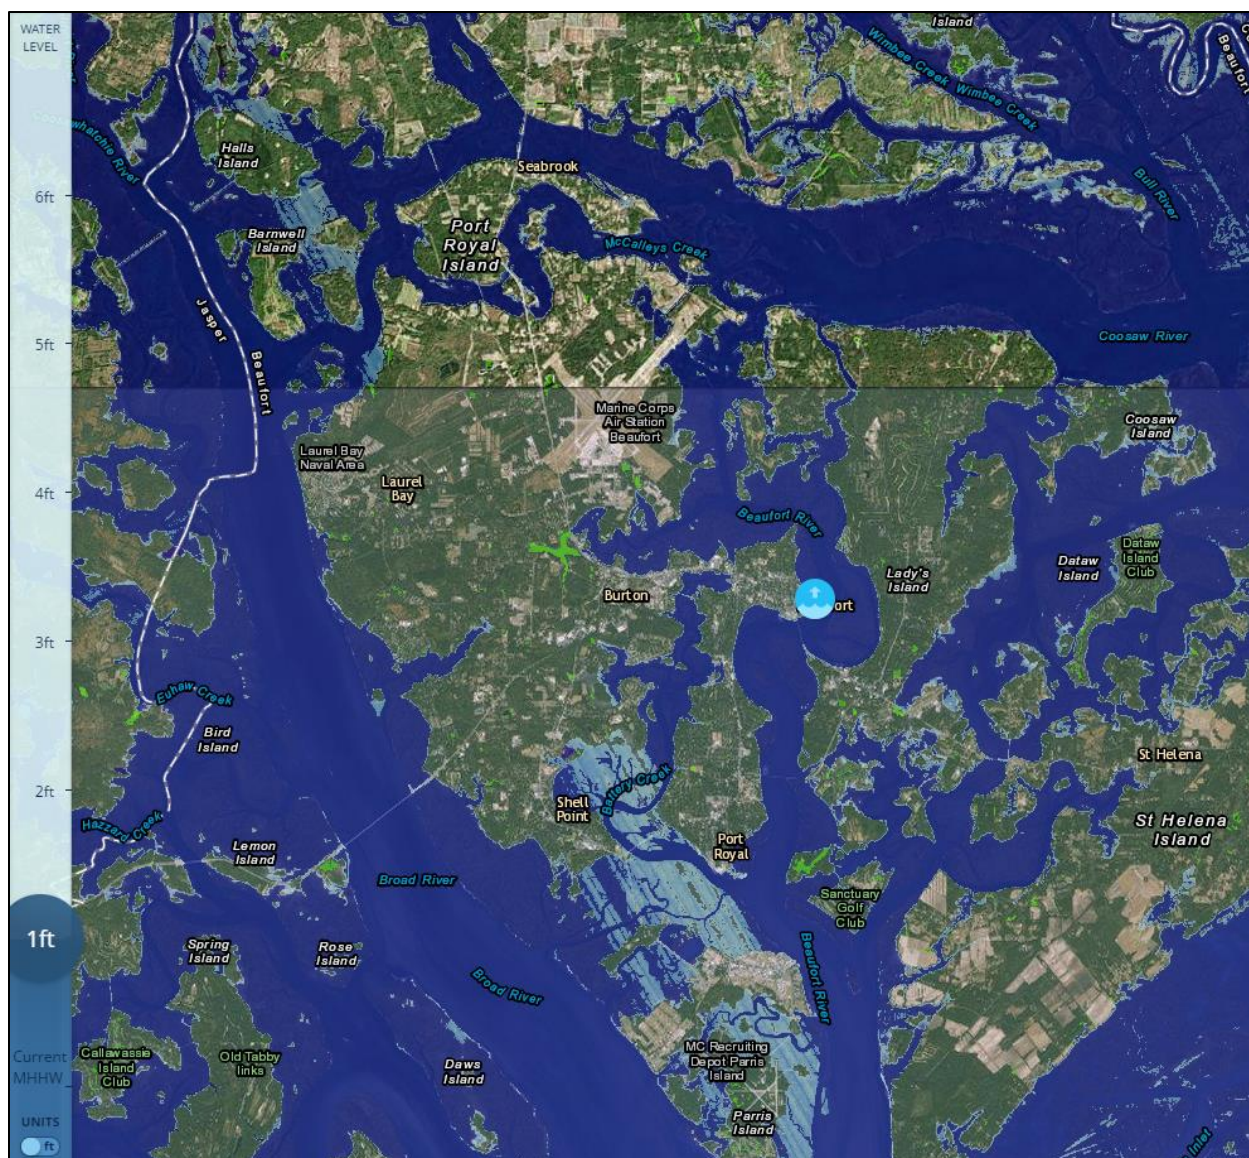 WATER
LEVEL
6ft
5ft
4ft
3ft
2ft
1ft
Current
MHHW
UNITS
ft
Island
Wimbee Creek
Wimbee Creek
Beaufort
Coosawhatchie River
Halls
Island
Seabrook
Bull River
Barnwell
Island
Port
Royal
Island
McCalleys Creek
Jasper
Beaufort
Coosaw River
Marine Corps
Air Station
Beaufort
Coosaw
Island
Laurel Bay
Naval Area
Laurel
Bay
Beaufort River
Dataw
Island
Club
Dataw
Island
Lady's
Island
Burton
ort
Euhaw Creek
Bird
Island
St Helena
Battery Creek
Shell
Point
Hazzard Creek
Lemon
Island
Port
Royal
St Helena
Island
Broad River
Sanctuary
Golf
Club
Spring
Island
Rose
Island
Broad River
Beaufort River
Callawassie
Island
Club
Old Tabby
links
Daws
Island
MC Recruiting
Depot Parris
Island
Parris
Island
Inlet